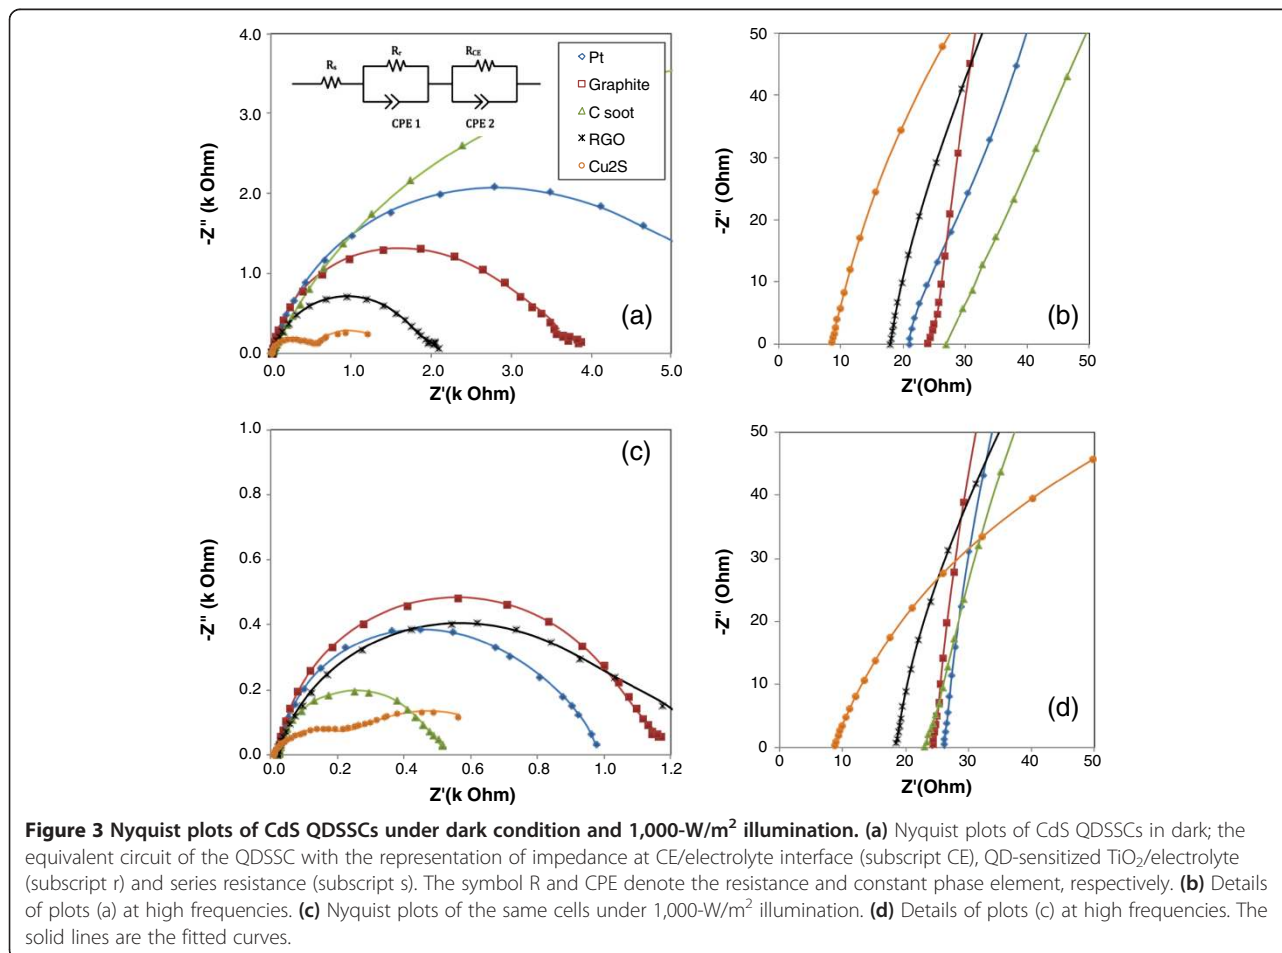 4.0
3.0
2.0
1.0
0.0
-Z" (k Ohm)
0.0 1.0 2.0 3.0 4.0 5.0
Z'(k Ohm)
Rs
Rr
RCE
CPE 1
CPE 2
Pt
Graphite
C soot
RGO
Cu2S
(a)
50
40
30
20
10
0
-Z" (Ohm)
0 10 20 30 40 50
Z'(Ohm)
(b)
1.0
0.8
0.6
0.4
0.2
0.0
-Z" (k Ohm)
0.0 0.2 0.4 0.6 0.8 1.0 1.2
Z'(k Ohm)
(c)
50
40
30
20
10
0
-Z" (Ohm)
0 10 20 30 40 50
Z'(Ohm)
(d)
Figure 3 Nyquist plots of CdS QDSSCs under dark condition and 1,000-W/m² illumination. (a) Nyquist plots of CdS QDSSCs in dark; the
equivalent circuit of the QDSSC with the representation of impedance at CE/electrolyte interface (subscript CE), QD-sensitized TiO₂/electrolyte
(subscript r) and series resistance (subscript s). The symbol R and CPE denote the resistance and constant phase element, respectively. (b) Details
of plots (a) at high frequencies. (c) Nyquist plots of the same cells under 1,000-W/m² illumination. (d) Details of plots (c) at high frequencies. The
solid lines are the fitted curves.